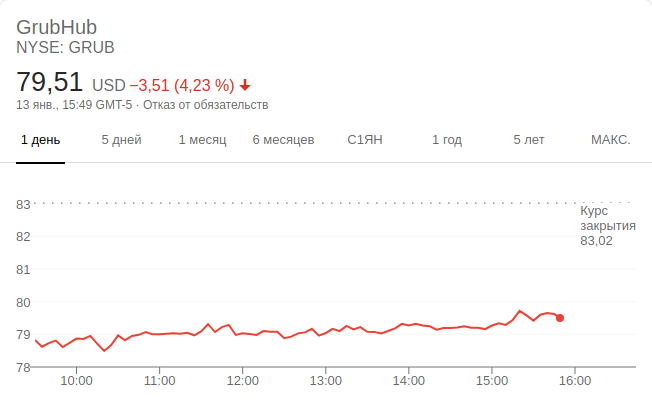 GrubHub
NYSE: GRUB
79,51 USD −3,51 (4,23 %)
13 янв., 15:49 GMT-5 · Отказ от обязательств
1 день 5 дней 1 месяц 6 месяцев С1ЯН 1 год 5 лет МАКС.
83
Курс
закрытия
83,02
82
81
80
79
78
10:00 11:00 12:00 13:00 14:00 15:00 16:00